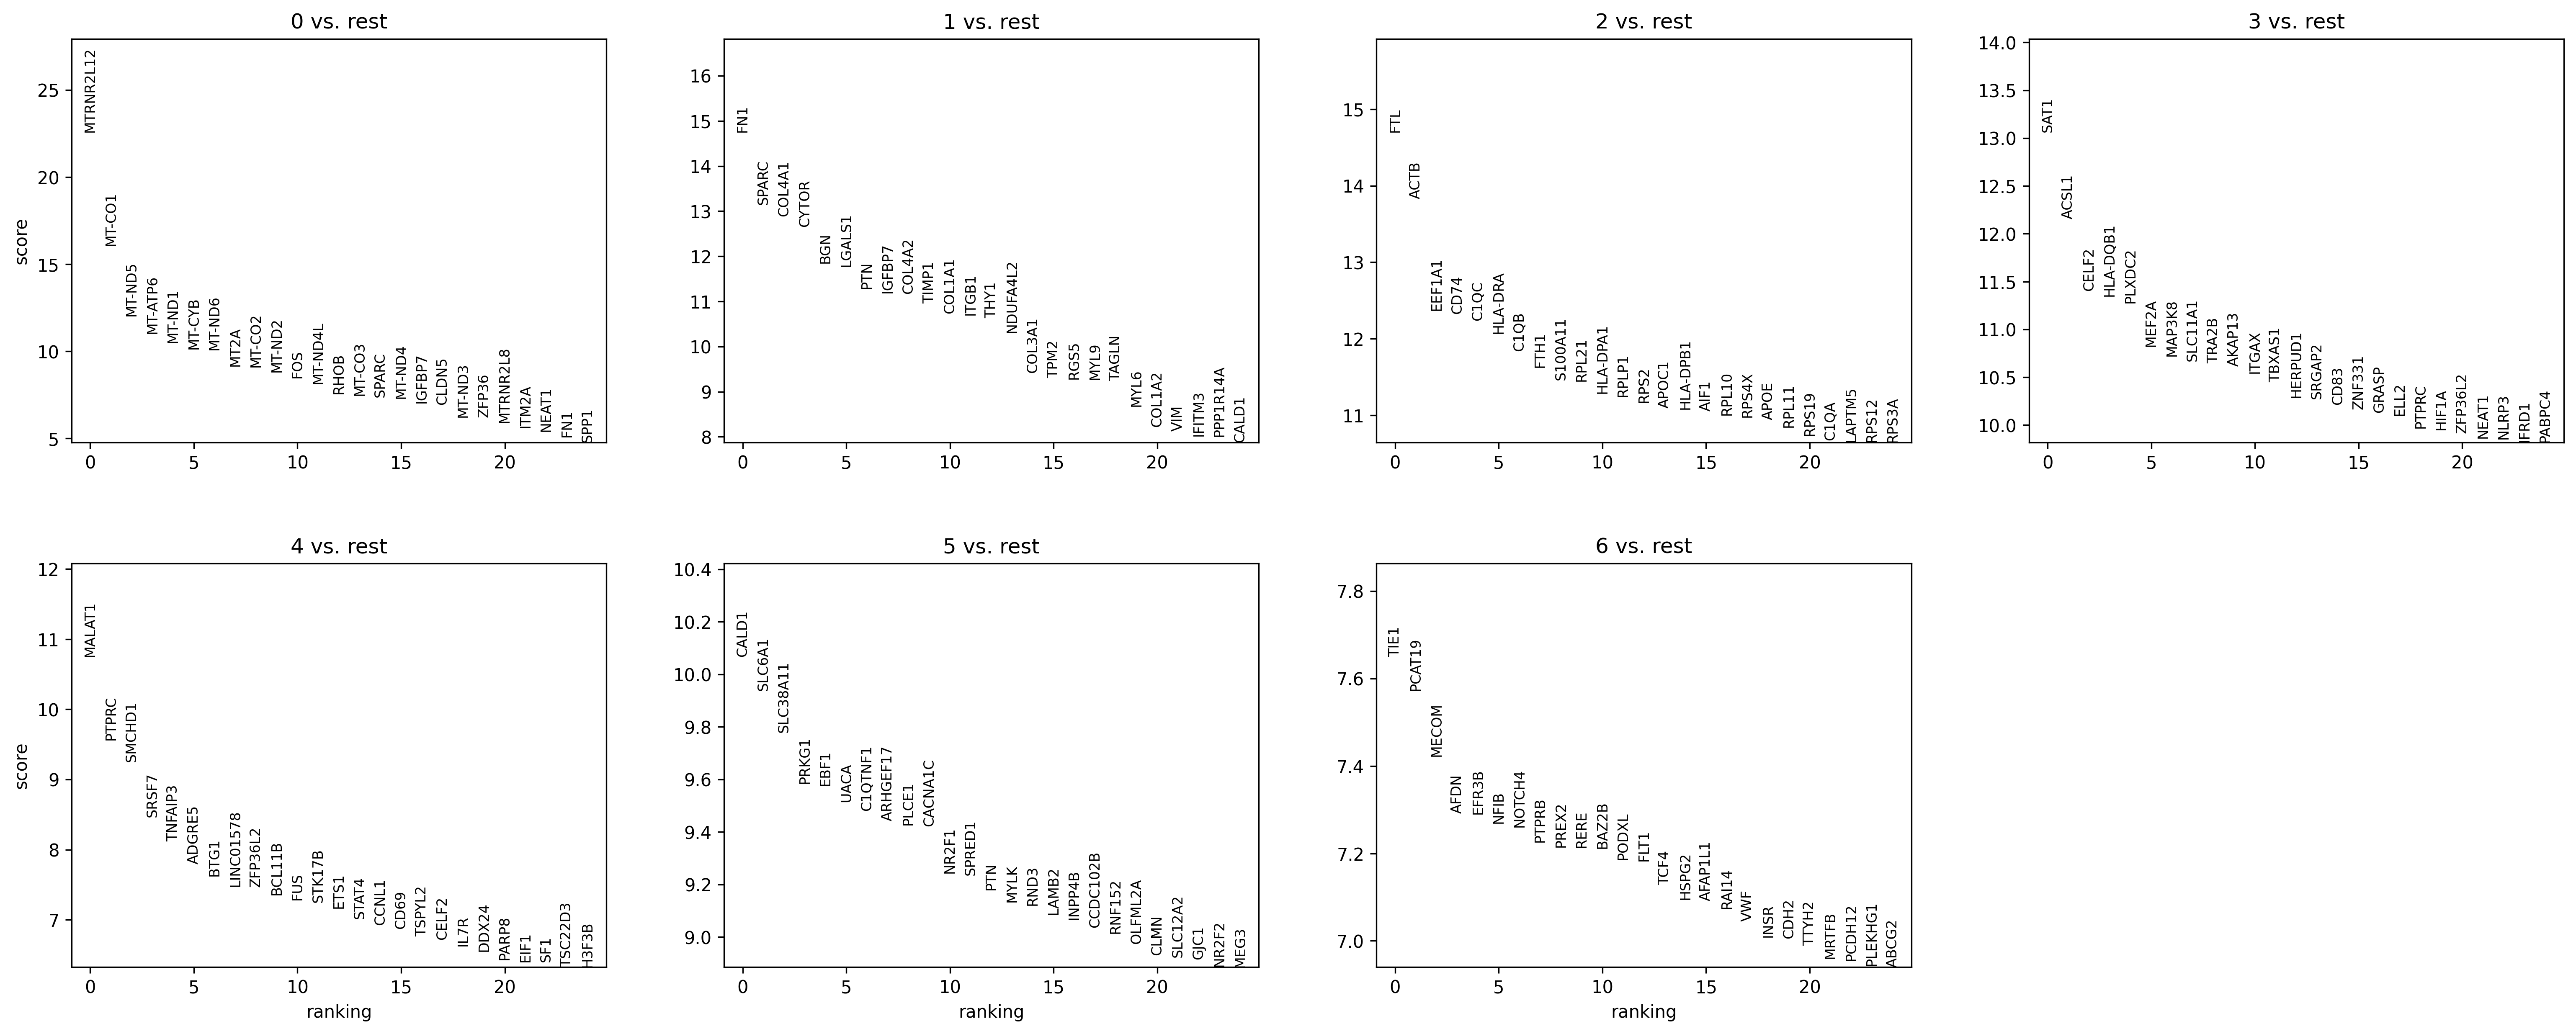 0 vs. rest
1 vs. rest
2 vs. rest
3 vs. rest
score
25
20
15
10
5
MTRNR2L12
MT-CO1
MT-ND5
MT-ATP6
MT-ND1
MT-CYB
MT-ND6
MT2A
MT-CO2
MT-ND2
FOS
MT-ND4L
RHOB
MT-CO3
SPARC
MT-ND4
IGFBP7
CLDN5
MT-ND3
ZFP36
MTRNR2L8
ITM2A
NEAT1
FN1
SPP1
0 5 10 15 20
16
15
14
13
12
11
10
9
8
FN1
SPARC
COL4A1
CYTOR
BGN
LGALS1
PTN
IGFBP7
COL4A2
TIMP1
COL1A1
ITGB1
THY1
NDUFA4L2
COL3A1
TPM2
RGS5
MYL9
TAGLN
MYL6
COL1A2
VIM
IFITM3
PPP1R14A
CALD1
0 5 10 15 20
15
14
13
12
11
FTL
ACTB
EEF1A1
CD74
C1QC
HLA-DRA
C1QB
FTH1
S100A11
RPL21
HLA-DPA1
RPLP1
RPS2
APOC1
HLA-DPB1
AIF1
RPL10
RPS4X
APOE
RPL11
RPS19
C1QA
LAPTM5
RPS12
RPS3A
0 5 10 15 20
14.0
13.5
13.0
12.5
12.0
11.5
11.0
10.5
10.0
SAT1
ACSL1
CELF2
HLA-DQB1
PLXDC2
MEF2A
MAP3K8
SLC11A1
TRA2B
AKAP13
ITGAX
TBXAS1
HERPUD1
SRGAP2
CD83
ZNF331
GRASP
ELL2
PTPRC
HIF1A
ZFP36L2
NEAT1
NLRP3
IFRD1
PABPC4
0 5 10 15 20
4 vs. rest
5 vs. rest
6 vs. rest
score
12
11
10
9
8
7
MALAT1
PTPRC
SMCHD1
SRSF7
TNFAIP3
ADGRE5
BTG1
LINC01578
ZFP36L2
BCL11B
FUS
STK17B
ETS1
STAT4
CCNL1
CD69
TSPYL2
CELF2
IL7R
DDX24
PARP8
EIF1
SF1
TSC22D3
H3F3B
0 5 10 15 20
ranking
10.4
10.2
10.0
9.8
9.6
9.4
9.2
9.0
CALD1
SLC6A1
SLC38A11
PRKG1
EBF1
UACA
C1QTNF1
ARHGEF17
PLCE1
CACNA1C
NR2F1
SPRED1
PTN
MYLK
RND3
LAMB2
INPP4B
CCDC102B
RNF152
OLFML2A
CLMN
SLC12A2
GJC1
NR2F2
MEG3
0 5 10 15 20
ranking
7.8
7.6
7.4
7.2
7.0
TIE1
PCAT19
MECOM
AFDN
EFR3B
NFIB
NOTCH4
PTPRB
PREX2
RERE
BAZ2B
PODXL
FLT1
TCF4
HSPG2
AFAP1L1
RAI14
VWF
INSR
CDH2
TTYH2
MRTFB
PCDH12
PLEKHG1
ABCG2
0 5 10 15 20
ranking